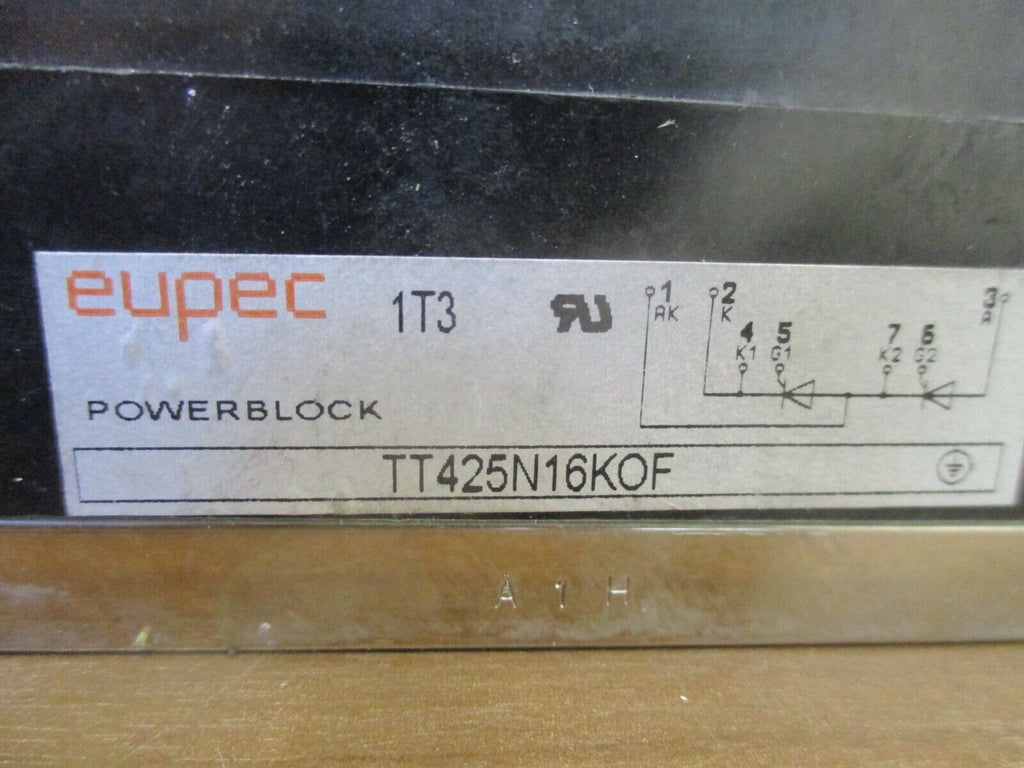 eupec 1T3
POWERBLOCK
1 2 3
AK K A
4 5 7 6
K1 G1 K2 G2
TT425N16KOF
A 1 H